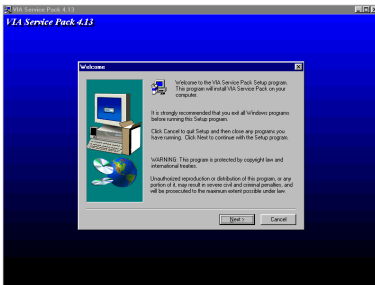 VIA Service Pack 4.13
VIA Service Pack 4.13
Welcome
Welcome to the VIA Service Pack Setup program.
This program will install VIA Service Pack on your
computer.
It is strongly recommended that you exit all Windows programs
before running this Setup program.
Click Cancel to quit Setup and then close any programs you
have running. Click Next to continue with the Setup program.
WARNING: This program is protected by copyright law and
international treaties.
Unauthorized reproduction or distribution of this program, or any
portion of it, may result in severe civil and criminal penalties, and
will be prosecuted to the maximum extent possible under law.
Next >
Cancel